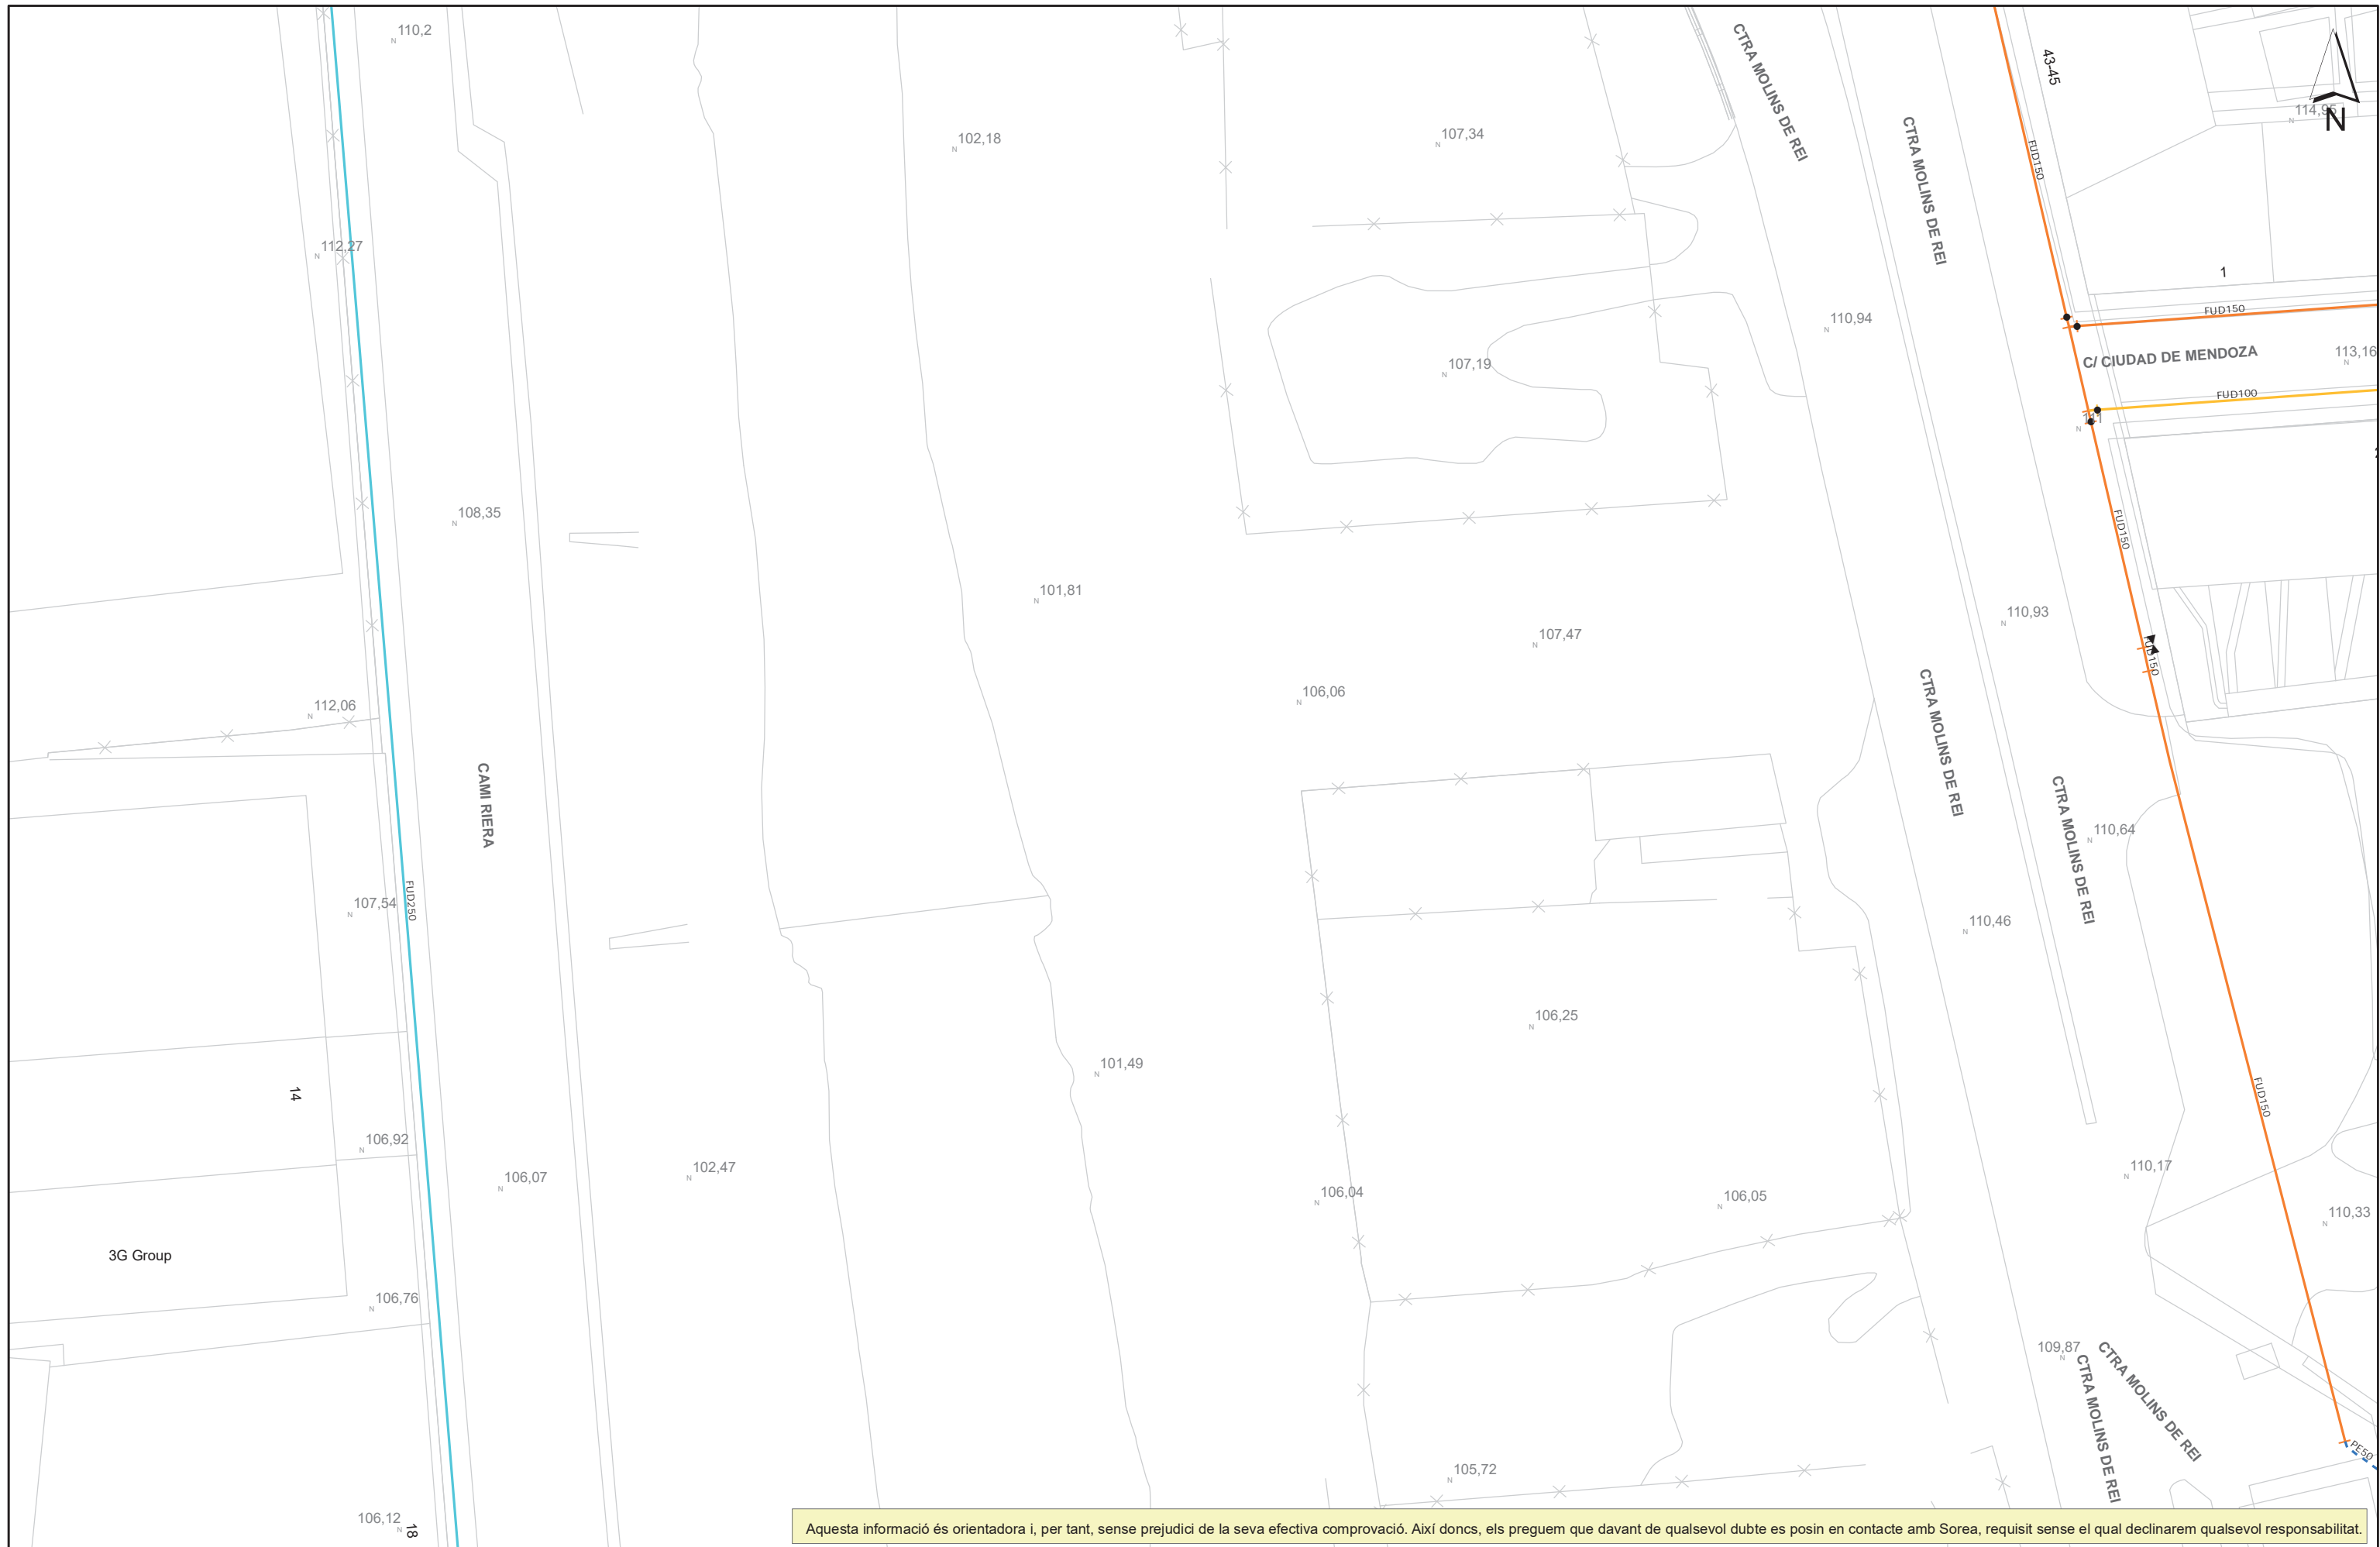 110,2
N
CTRA MOLINS DE REI
43-45
114,95
N
N
CTRA MOLINS DE REI
102,18
N
107,34
N
FUD150
112,27
N
1
FUD150
110,94
N
C/ CIUDAD DE MENDOZA
113,16
N
107,19
N
FUD100
111
N
108,35
N
FUD150
101,81
N
110,93
N
107,47
N
FUD150
106,06
N
112,06
N
CTRA MOLINS DE REI
CAMI RIERA
CTRA MOLINS DE REI
110,64
N
107,54
N
FUD250
110,46
N
106,25
N
101,49
N
14
FUD150
106,92
N
106,07
N
102,47
N
110,17
N
106,04
N
106,05
N
110,33
N
3G Group
106,76
N
109,87
N
CTRA MOLINS DE REI
CTRA MOLINS DE REI
PE50
105,72
N
106,12
N
18
Aquesta informació és orientadora i, per tant, sense prejudici de la seva efectiva comprovació. Així doncs, els preguem que davant de qualsevol dubte es posin en contacte amb Sorea, requisit sense el qual declinarem qualsevol responsabilitat.